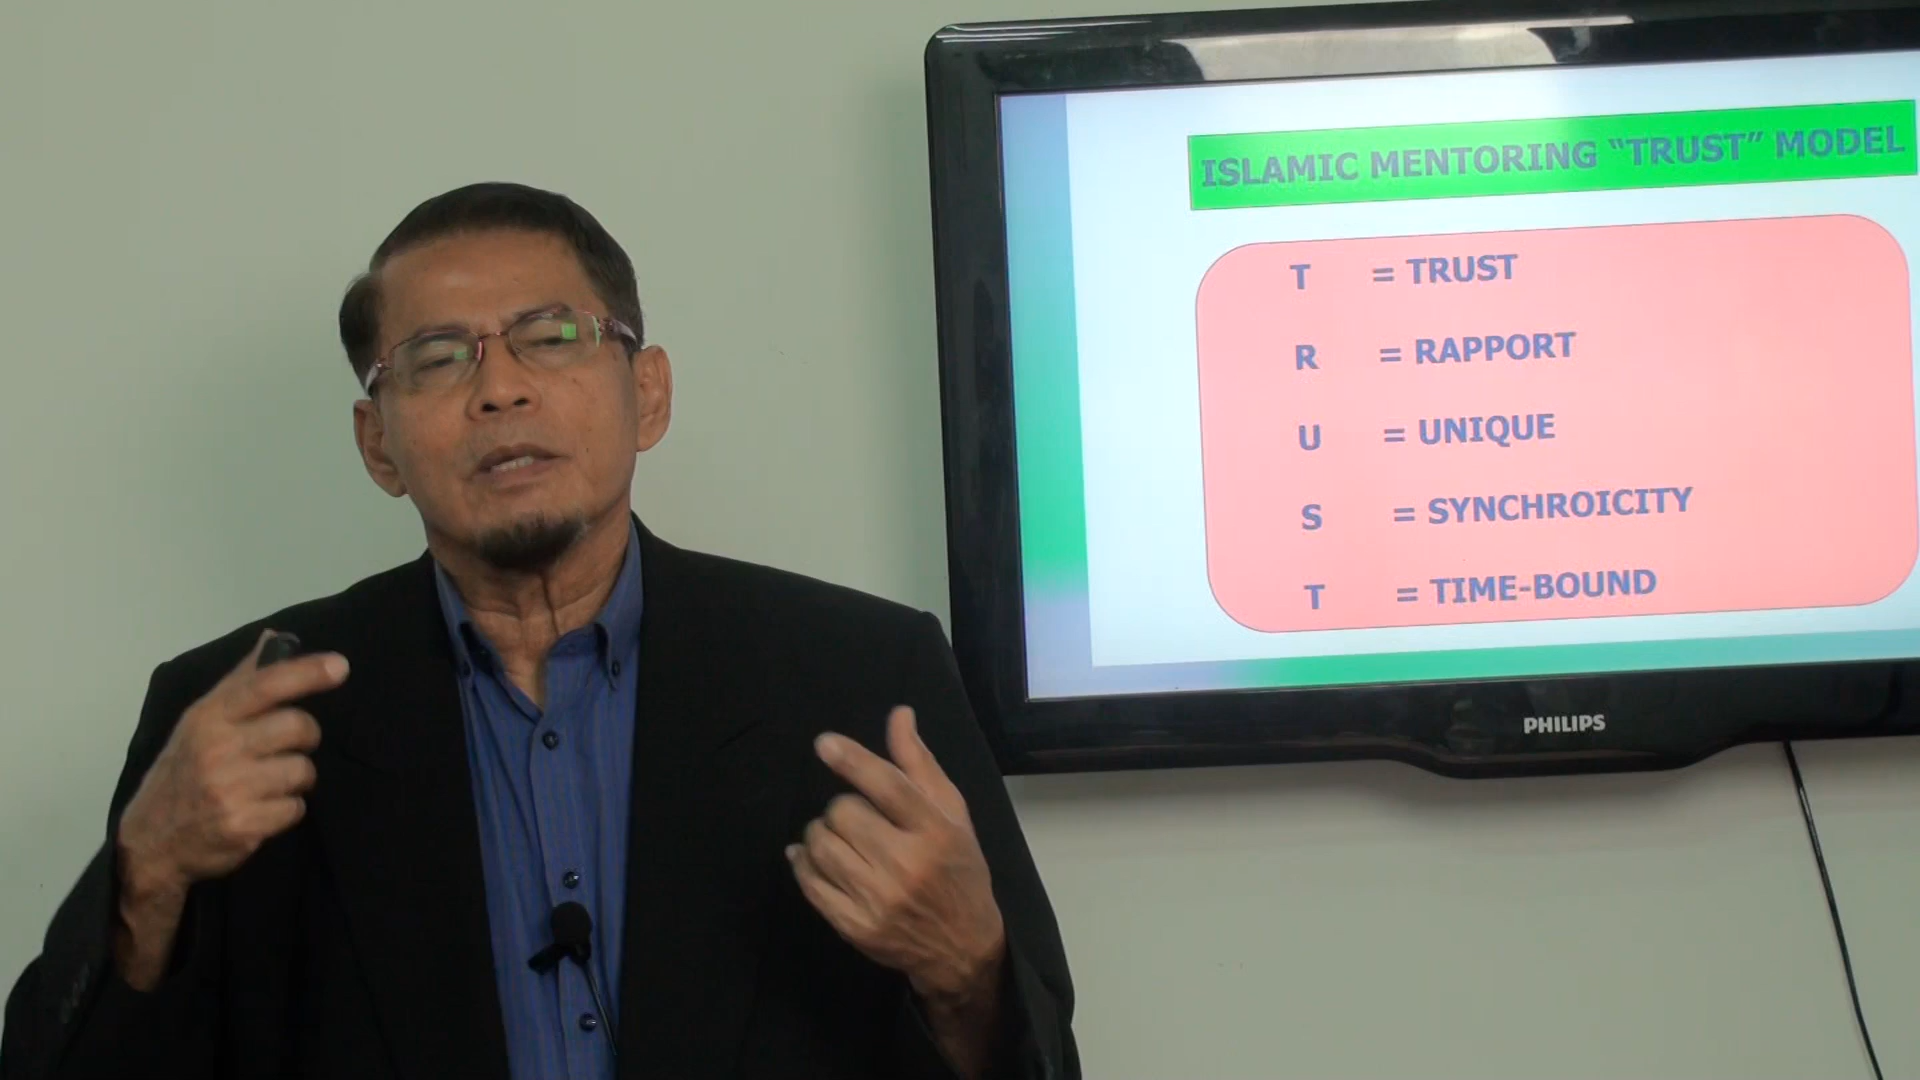 ISLAMIC MENTORING “TRUST” MODEL
T = TRUST
R = RAPPORT
U = UNIQUE
S = SYNCHROICITY
T = TIME-BOUND
PHILIPS